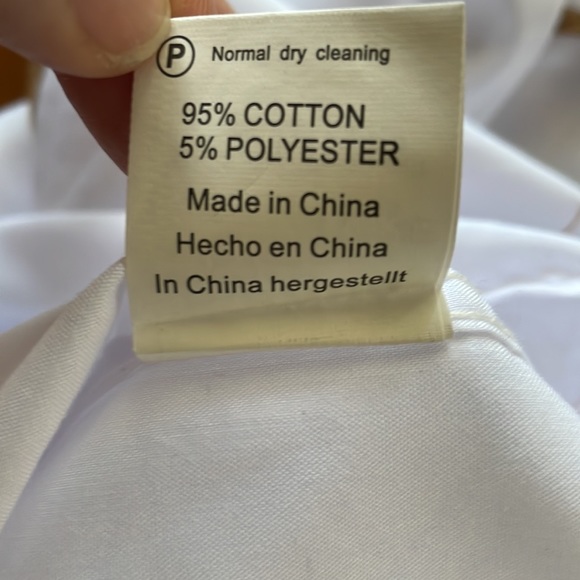 P Normal dry cleaning
95% COTTON
5% POLYESTER
Made in China
Hecho en China
In China hergestellt